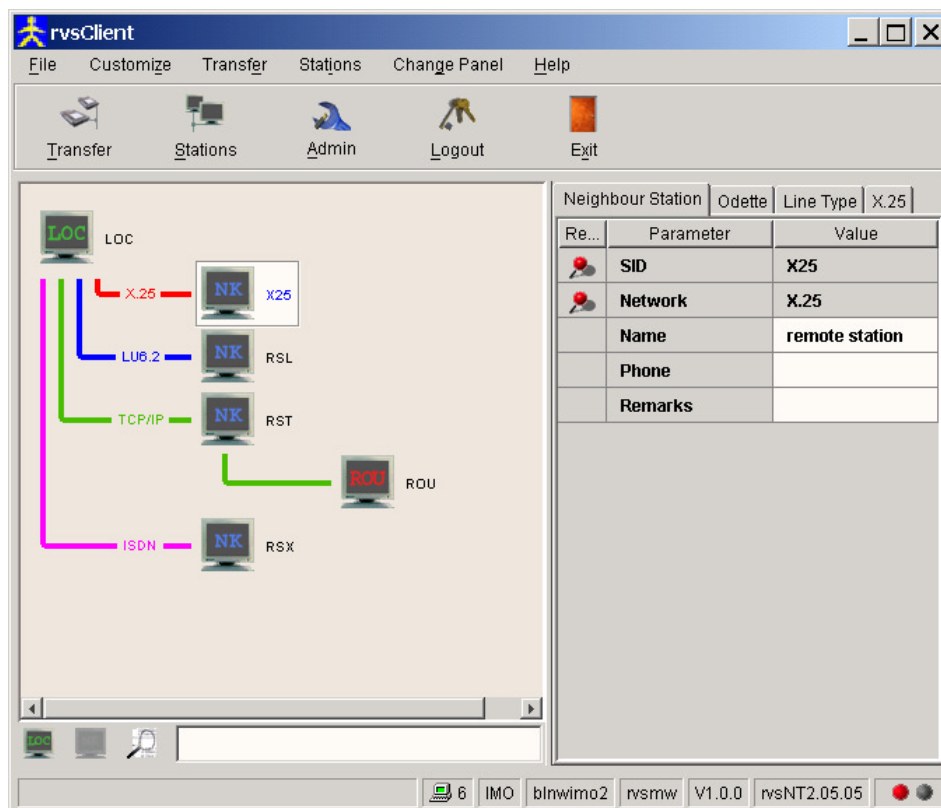 rvsClient
File Customize Transfer Stations Change Panel Help
Transfer Stations Admin Logout Exit
Neighbour Station Odette Line Type X.25
Re... Parameter Value
SID X25
Network X.25
Name remote station
Phone
Remarks
LOC LOC
X.25 NK X25
LU6.2 NK RSL
TCP/IP NK RST
ROU ROU
ISDN NK RSX
LOC NK
6 IMO blnwimo2 rvsmw V1.0.0 rvsNT2.05.05